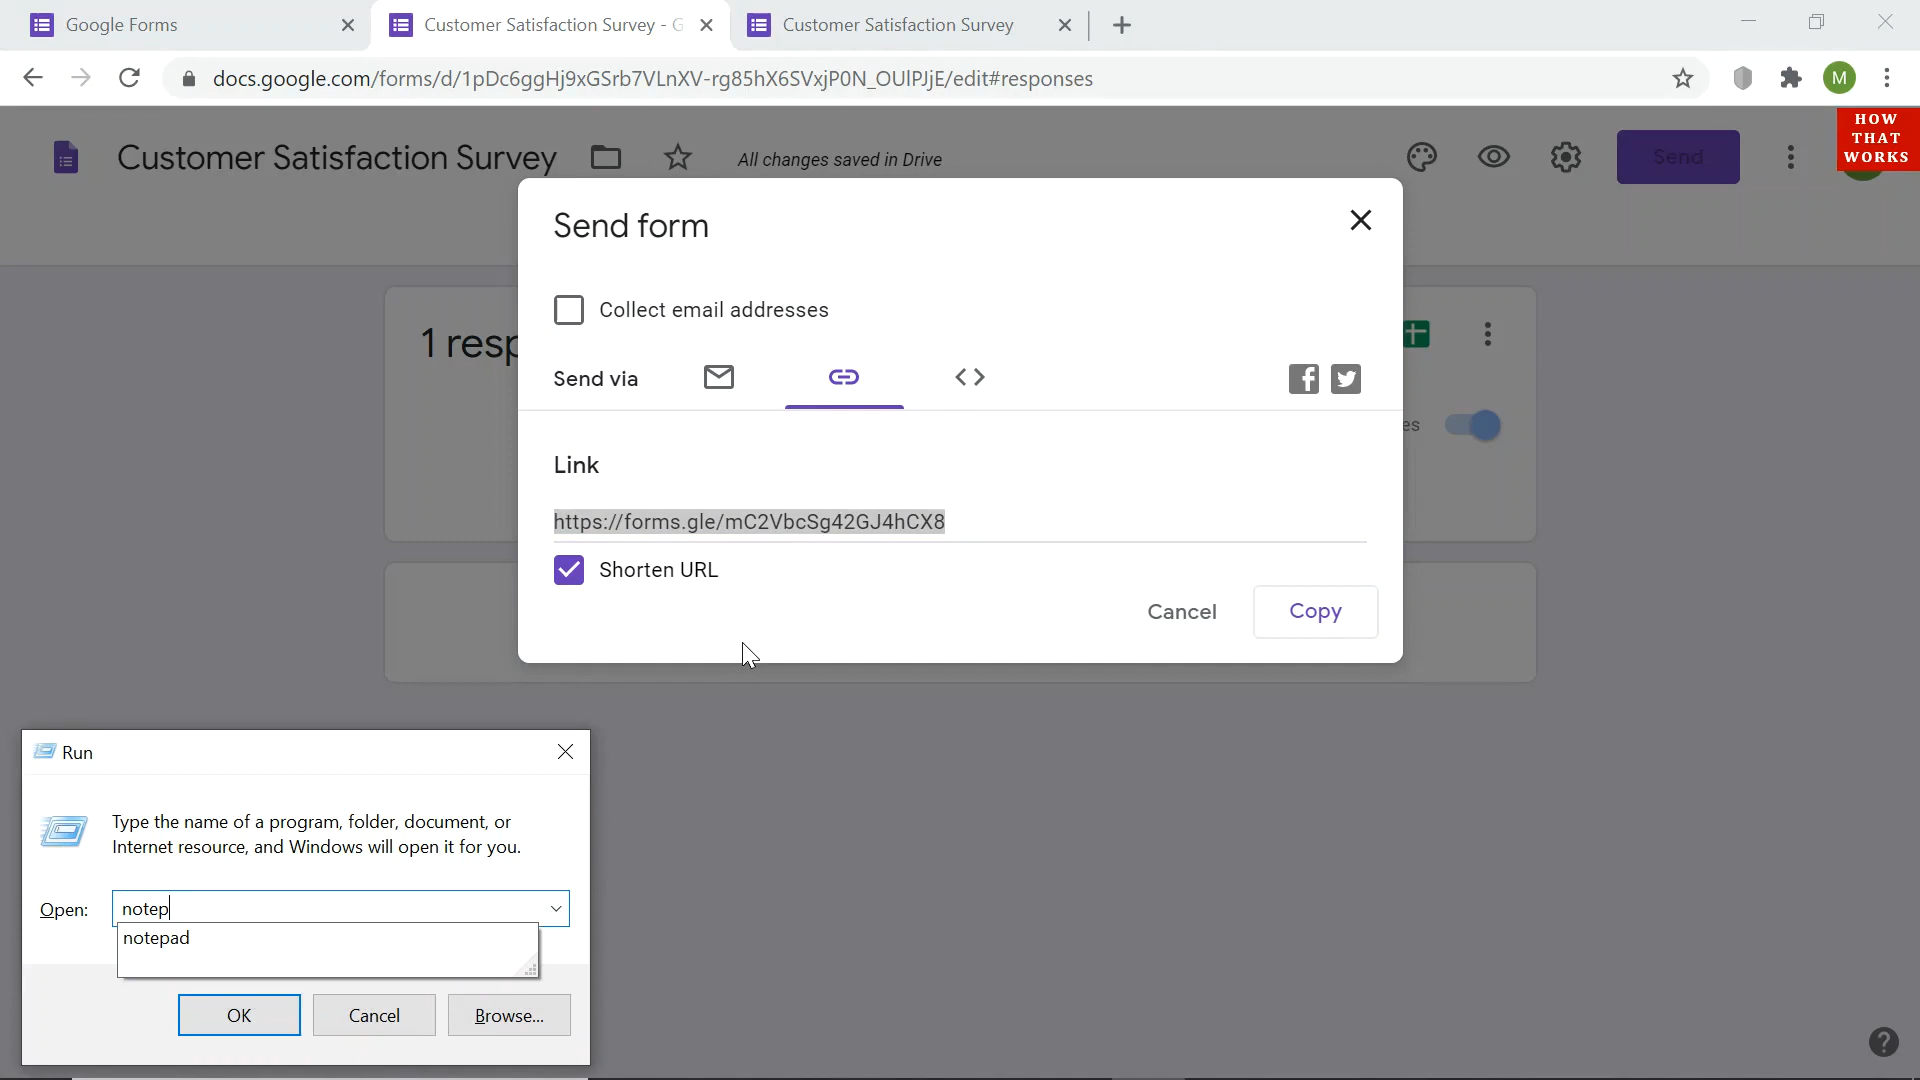 Google Forms
Customer Satisfaction Survey - G
Customer Satisfaction Survey
docs.google.com/forms/d/1pDc6ggHj9xGSrb7VLnXV-rg85hX6SVxjP0N_OUlPJjE/edit#responses
M
HOW
THAT
WORKS
Customer Satisfaction Survey
All changes saved in Drive
Send
Send form
Collect email addresses
1 resp
Send via
es
Link
https://forms.gle/mC2VbcSg42GJ4hCX8
Shorten URL
Cancel
Copy
Run
Type the name of a program, folder, document, or
Internet resource, and Windows will open it for you.
Open:
notep
notepad
OK
Cancel
Browse...